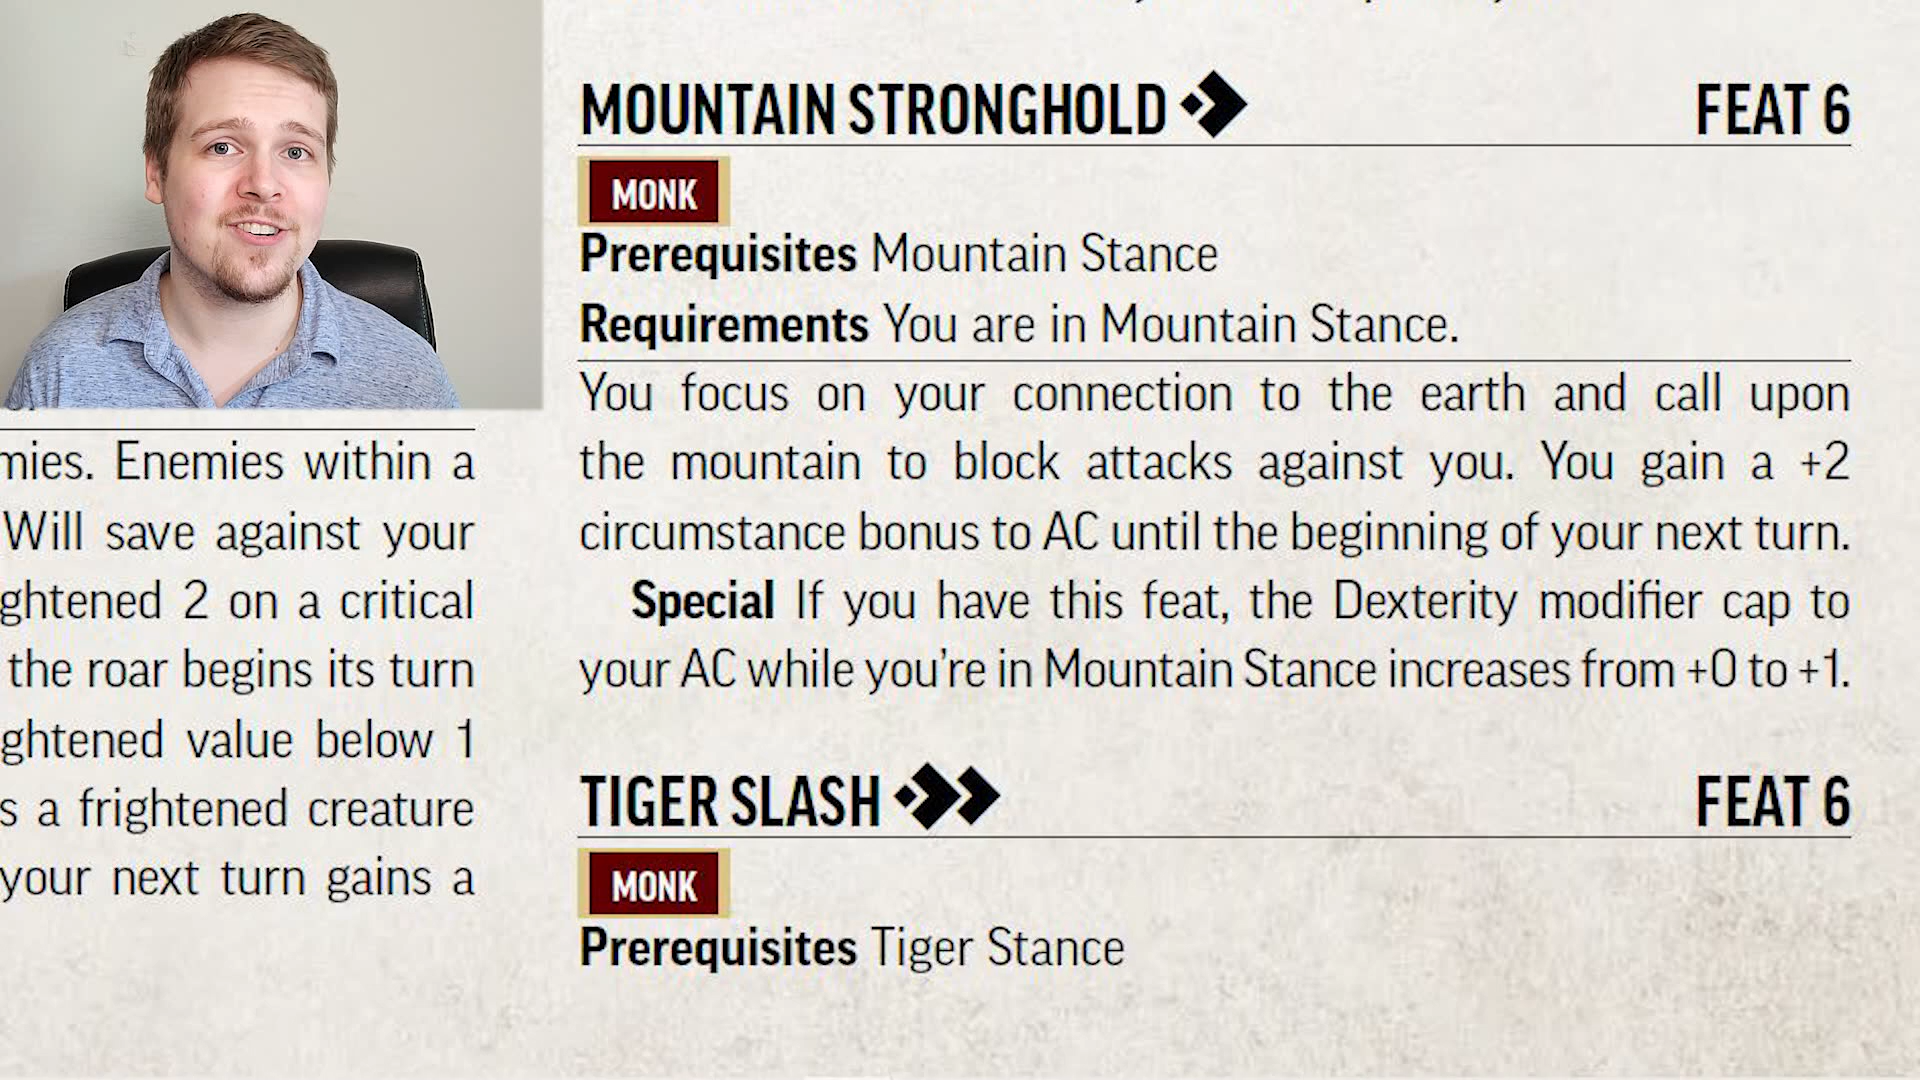 mies. Enemies within a
Will save against your
ghtened 2 on a critical
the roar begins its turn
ghtened value below 1
s a frightened creature
your next turn gains a
MOUNTAIN STRONGHOLD FEAT 6
MONK
Prerequisites Mountain Stance
Requirements You are in Mountain Stance.
You focus on your connection to the earth and call upon
the mountain to block attacks against you. You gain a +2
circumstance bonus to AC until the beginning of your next turn.
Special If you have this feat, the Dexterity modifier cap to
your AC while you're in Mountain Stance increases from +0 to +1.
TIGER SLASH FEAT 6
MONK
Prerequisites Tiger Stance